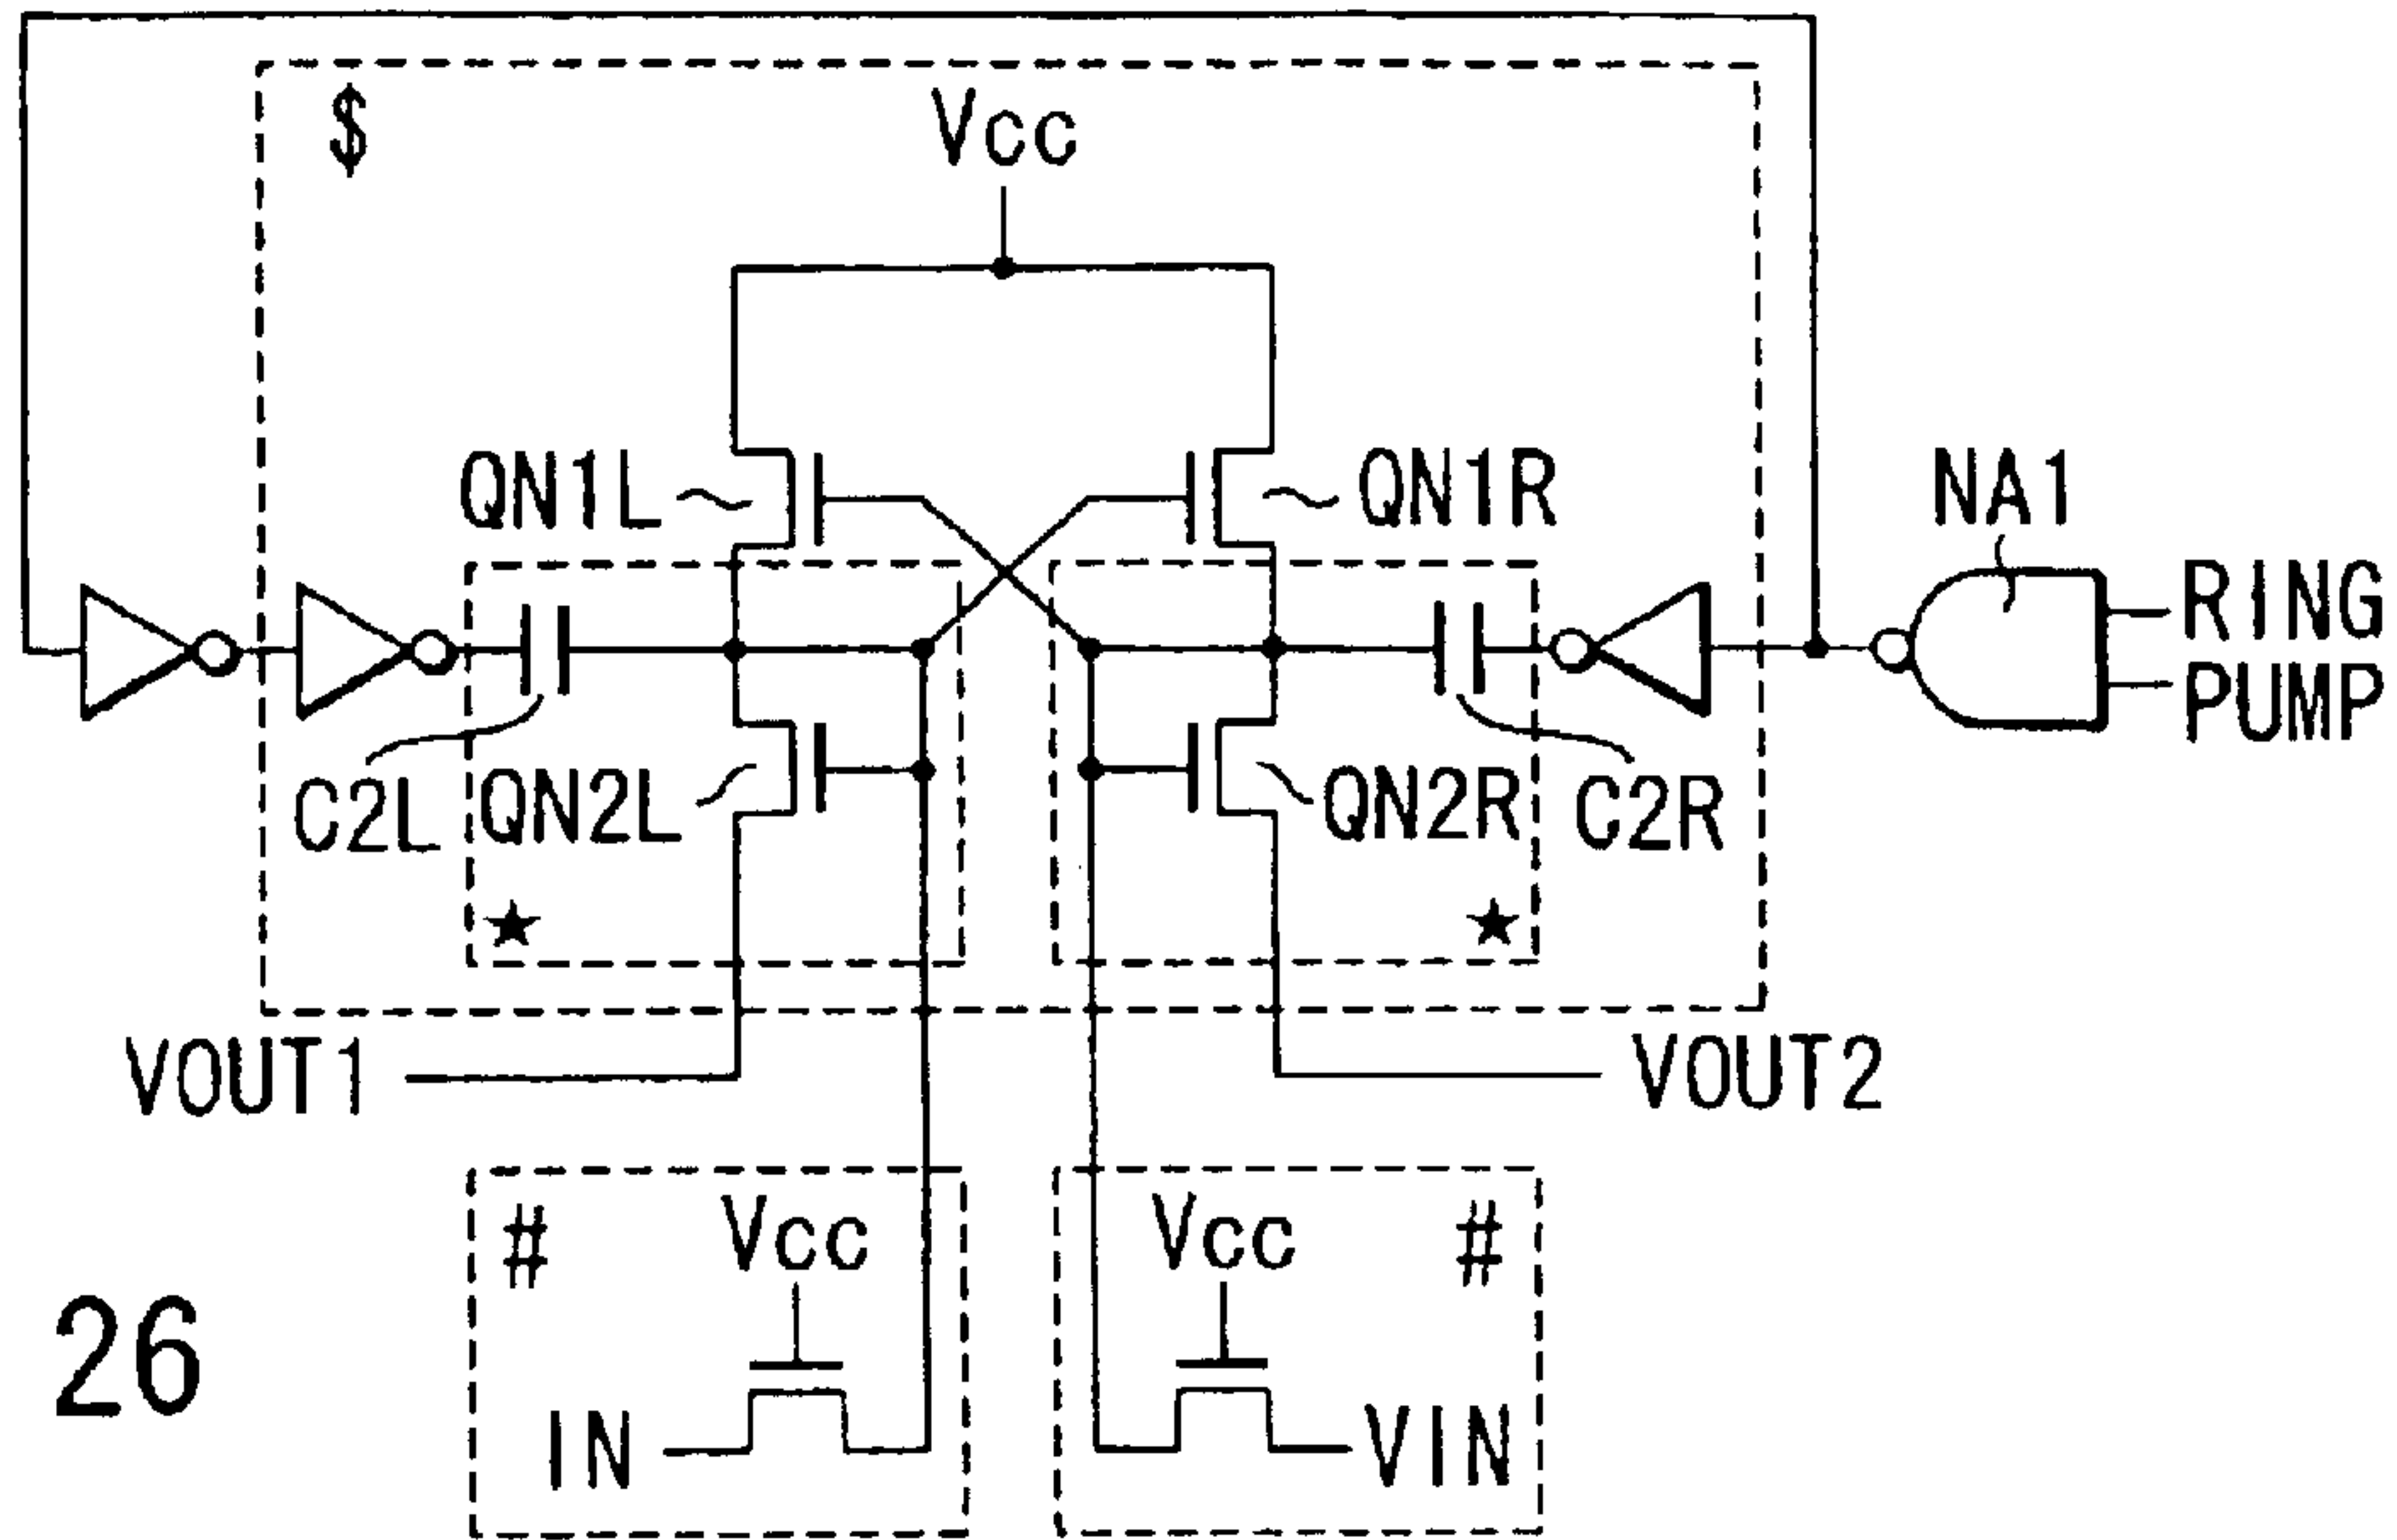 $
Vcc
QN1L
QN1R
NA1
RING
PUMP
C2L
QN2L
QN2R
C2R
★
★
VOUT1
VOUT2
#
Vcc
Vcc
#
26
IN
VIN